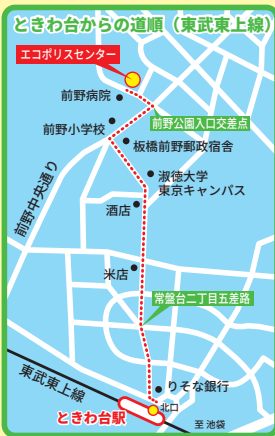 ときわ台からの道順（東武東上線）
エコポリスセンター
前野病院
前野小学校
前野公園入口交差点
板橋前野郵政宿舎
淑徳大学
東京キャンパス
前野中央通り
酒店
米店
常盤台二丁目五差路
りそな銀行
東武東上線
北口
ときわ台駅
至 池袋